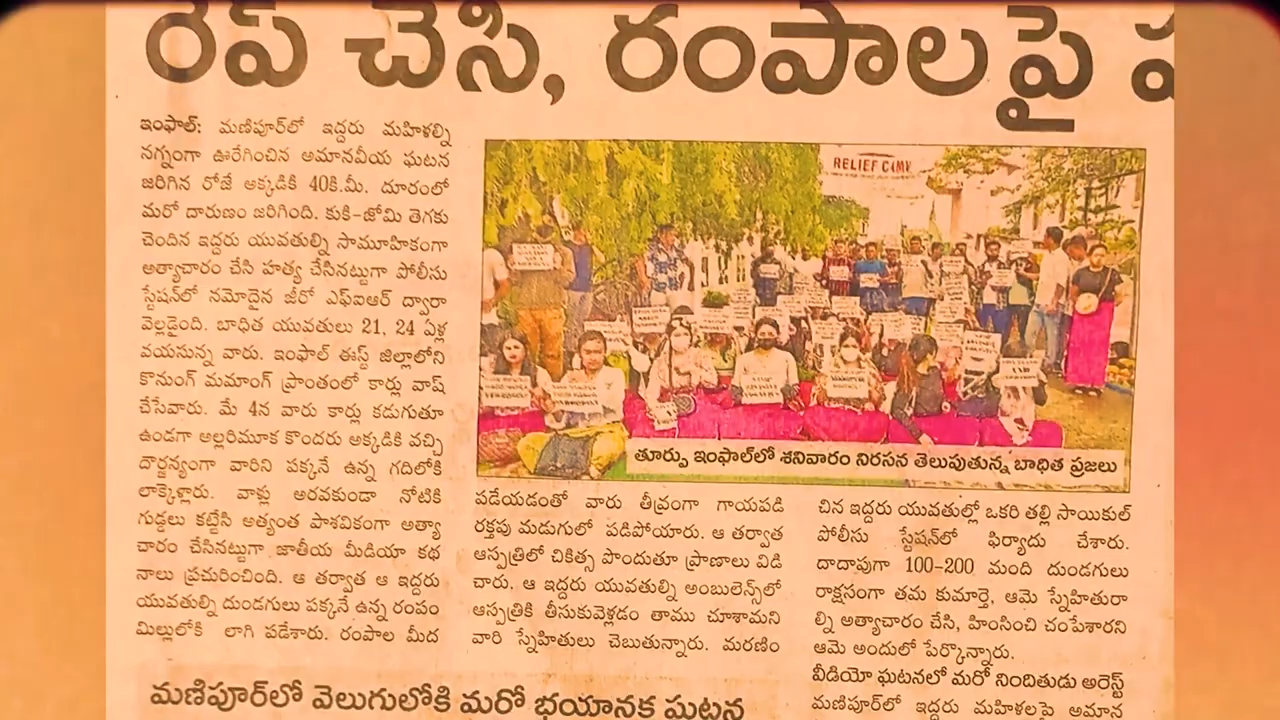 రేప్ చేసి, రంపాలపై
ఇంఫాల్: మణిపూర్‌లో ఇద్దరు మహిళల్ని
నగ్నంగా ఊరేగించిన అమానవీయ ఘటన
జరిగిన రోజే అక్కడికి 40కి.మీ. దూరంలో
మరో దారుణం జరిగింది. కుకి-జోమి తెగకు
చెందిన ఇద్దరు యువతుల్ని సామూహికంగా
అత్యాచారం చేసి హత్య చేసినట్టుగా పోలీసు
స్టేషన్‌లో నమోదైన జీరో ఎఫ్ఐఆర్ ద్వారా
వెల్లడైంది. బాధిత యువతులు 21, 24 ఏళ్ల
వయసున్న వారు. ఇంఫాల్ ఈస్ట్ జిల్లాలోని
కొనుంగ్ మమాంగ్ ప్రాంతంలో కార్లు వాష్
చేసేవారు. మే 4న వారు కార్లు కడుగుతూ
ఉండగా అల్లరిమూక కొందరు అక్కడికి వచ్చి
దౌర్జన్యంగా వారిని పక్కనే ఉన్న గదిలోకి
లాక్కెళ్లారు. వాళ్లు అరవకుండా నోటికి
గుడ్డలు కట్టేసి అత్యంత పాశవికంగా అత్యా
చారం చేసినట్టుగా జాతీయ మీడియా కథ
నాలు ప్రచురించింది. ఆ తర్వాత ఆ ఇద్దరు
యువతుల్ని దుండగులు పక్కనే ఉన్న రంపం
మిల్లులోకి లాగి పడేశారు. రంపాల మీద
RELIEF CAMP
తూర్పు ఇంఫాల్‌లో శనివారం నిరసన తెలుపుతున్న బాధిత ప్రజలు
పడేయడంతో వారు తీవ్రంగా గాయపడి
రక్తపు మడుగులో పడిపోయారు. ఆ తర్వాత
ఆస్పత్రిలో చికిత్స పొందుతూ ప్రాణాలు విడి
చారు. ఆ ఇద్దరు యువతుల్ని అంబులెన్స్‌లో
ఆస్పత్రికి తీసుకువెళ్లడం తాము చూశామని
వారి స్నేహితులు చెబుతున్నారు. మరణిం
చిన ఇద్దరు యువతుల్లో ఒకరి తల్లి సాయికుల్
పోలీసు స్టేషన్‌లో ఫిర్యాదు చేశారు.
దాదాపుగా 100-200 మంది దుండగులు
రాక్షసంగా తమ కుమార్తె, ఆమె స్నేహితురా
ల్ని అత్యాచారం చేసి, హింసించి చంపేశారని
ఆమె అందులో పేర్కొన్నారు.
వీడియో ఘటనలో మరో నిందితుడు అరెస్ట్
మణిపూర్‌లో ఇద్దరు మహిళలపై అమాన
మణిపూర్‌లో వెలుగులోకి మరో భయానక ఘటన